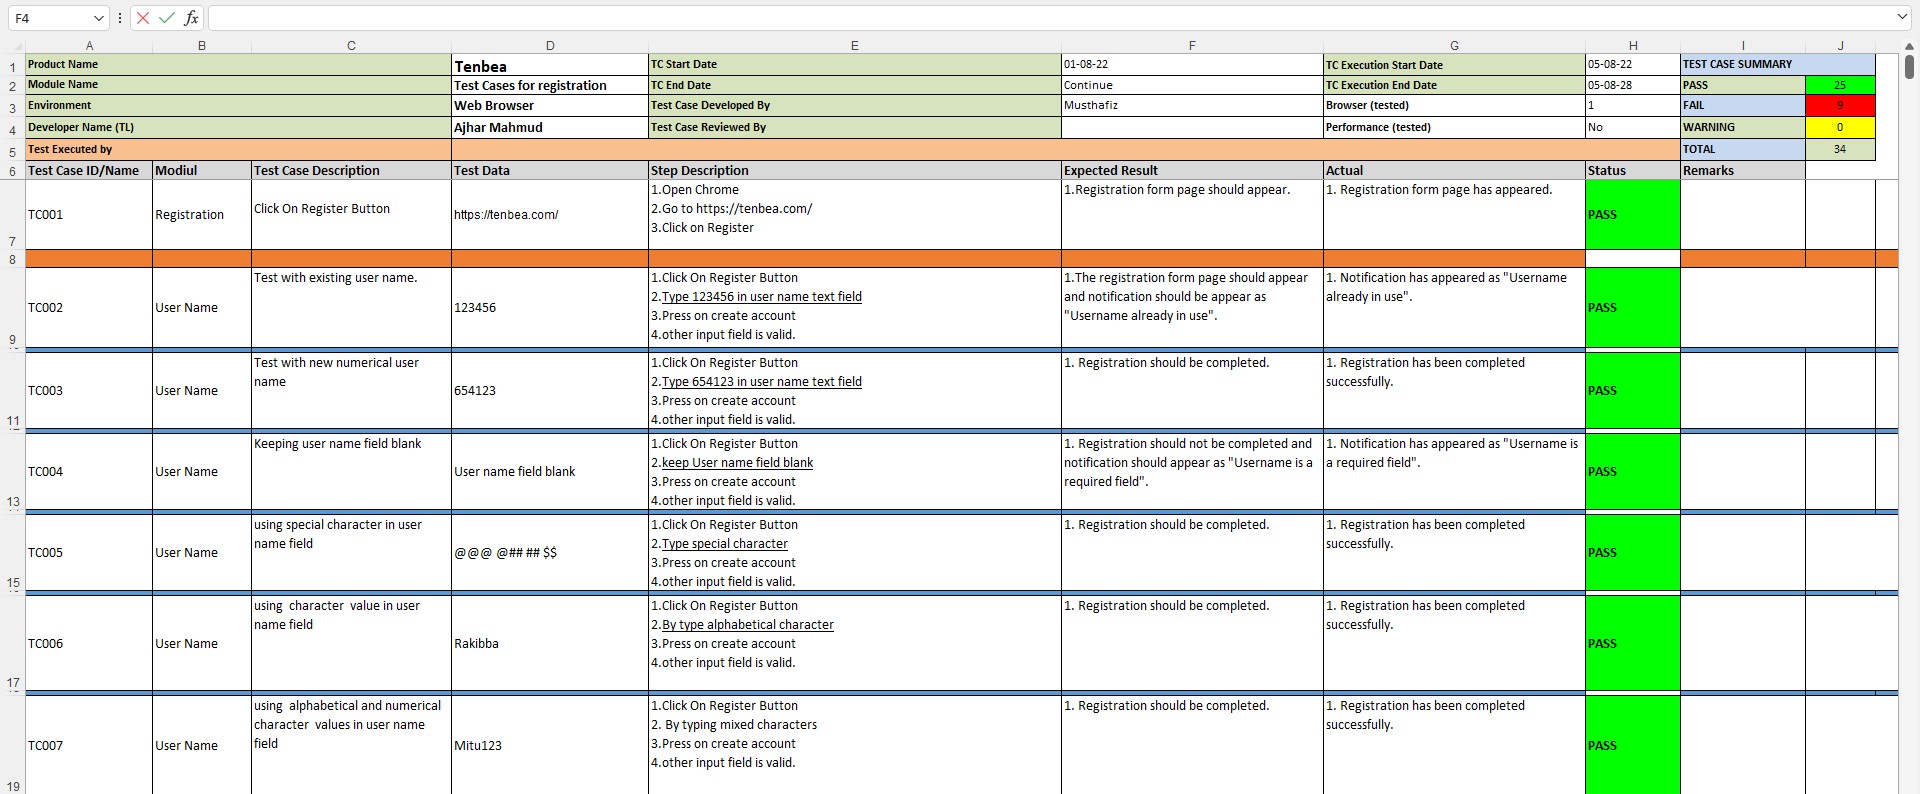 F4
fx
A B C D E F G H I J
1 Product Name Tenbea TC Start Date 01-08-22 TC Execution Start Date 05-08-22 TEST CASE SUMMARY
2 Module Name Test Cases for registration TC End Date Continue TC Execution End Date 05-08-28 PASS 25
3 Environment Web Browser Test Case Developed By Musthafiz Browser (tested) 1 FAIL 9
4 Developer Name (TL) Ajhar Mahmud Test Case Reviewed By Performance (tested) No WARNING 0
5 Test Executed by TOTAL 34
6 Test Case ID/Name Modiul Test Case Description Test Data Step Description Expected Result Actual Status Remarks
7
TC001
Registration
Click On Register Button
https://tenbea.com/
1.Open Chrome
2.Go to https://tenbea.com/
3.Click on Register
1.Registration form page should appear.
1. Registration form page has appeared.
PASS
8
9
TC002
User Name
Test with existing user name.
123456
1.Click On Register Button
2.Type 123456 in user name text field
3.Press on create account
4.other input field is valid.
1.The registration form page should appear
and notification should be appear as
"Username already in use".
1. Notification has appeared as "Username
already in use".
PASS
11
TC003
User Name
Test with new numerical user
name
654123
1.Click On Register Button
2.Type 654123 in user name text field
3.Press on create account
4.other input field is valid.
1. Registration should be completed.
1. Registration has been completed
successfully.
PASS
13
TC004
User Name
Keeping user name field blank
User name field blank
1.Click On Register Button
2.keep User name field blank
3.Press on create account
4.other input field is valid.
1. Registration should not be completed and
notification should appear as "Username is a
required field".
1. Notification has appeared as "Username is
a required field".
PASS
15
TC005
User Name
using special character in user
name field
@@@ @## ## $$
1.Click On Register Button
2.Type special character
3.Press on create account
4.other input field is valid.
1. Registration should be completed.
1. Registration has been completed
successfully.
PASS
17
TC006
User Name
using  character  value in user
name field
Rakibba
1.Click On Register Button
2.By type alphabetical character
3.Press on create account
4.other input field is valid.
1. Registration should be completed.
1. Registration has been completed
successfully.
PASS
19
TC007
User Name
using  alphabetical and numerical
character  values in user name
field
Mitu123
1.Click On Register Button
2. By typing mixed characters
3.Press on create account
4.other input field is valid.
1. Registration should be completed.
1. Registration has been completed
successfully.
PASS